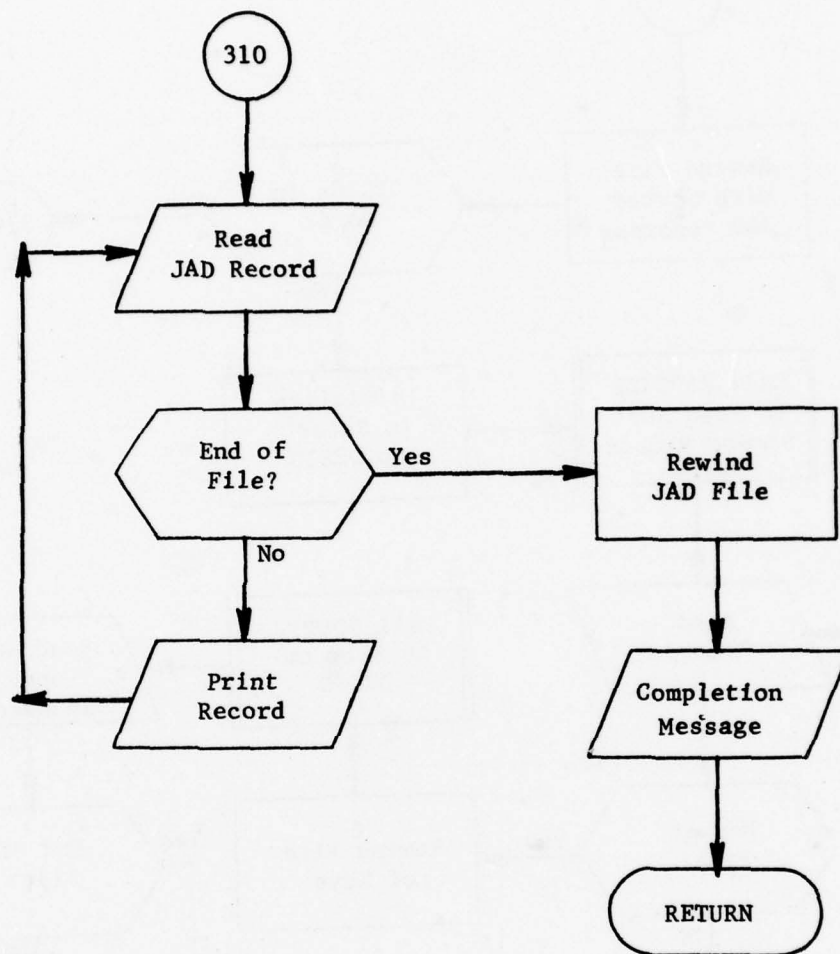 310
Read
JAD Record
End of
File?
Yes
No
Print
Record
Rewind
JAD File
Completion
Message
RETURN